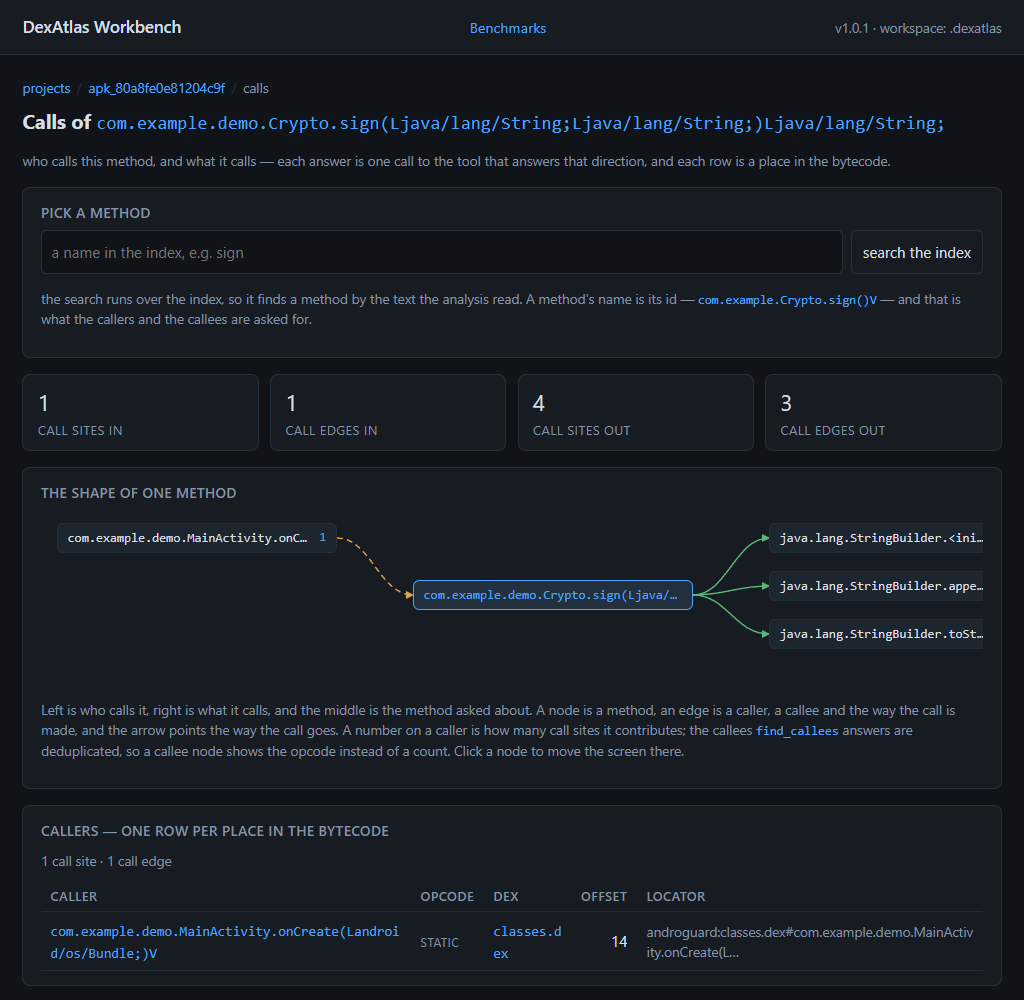 DexAtlas Workbench
Benchmarks
v1.0.1 · workspace: .dexatlas
projects / apk_80a8fe0e81204c9f / calls
Calls of com.example.demo.Crypto.sign(Ljava/lang/String;Ljava/lang/String;)Ljava/lang/String;
who calls this method, and what it calls — each answer is one call to the tool that answers that direction, and each row is a place in the bytecode.
PICK A METHOD
a name in the index, e.g. sign
search the index
the search runs over the index, so it finds a method by the text the analysis read. A method's name is its id — com.example.Crypto.sign()V — and that is
what the callers and the callees are asked for.
1
CALL SITES IN
1
CALL EDGES IN
4
CALL SITES OUT
3
CALL EDGES OUT
THE SHAPE OF ONE METHOD
com.example.demo.MainActivity.onC… 1
com.example.demo.Crypto.sign(Ljava/…
java.lang.StringBuilder.<ini…
java.lang.StringBuilder.appe…
java.lang.StringBuilder.toSt…
Left is who calls it, right is what it calls, and the middle is the method asked about. A node is a method, an edge is a caller, a callee and the way the call is
made, and the arrow points the way the call goes. A number on a caller is how many call sites it contributes; the callees find_callees answers are
deduplicated, so a callee node shows the opcode instead of a count. Click a node to move the screen there.
CALLERS — ONE ROW PER PLACE IN THE BYTECODE
1 call site · 1 call edge
CALLER OPCODE DEX OFFSET LOCATOR
com.example.demo.MainActivity.onCreate(Landroi
d/os/Bundle;)V
STATIC
classes.d
ex
14
androguard:classes.dex#com.example.demo.MainActiv
ity.onCreate(L…